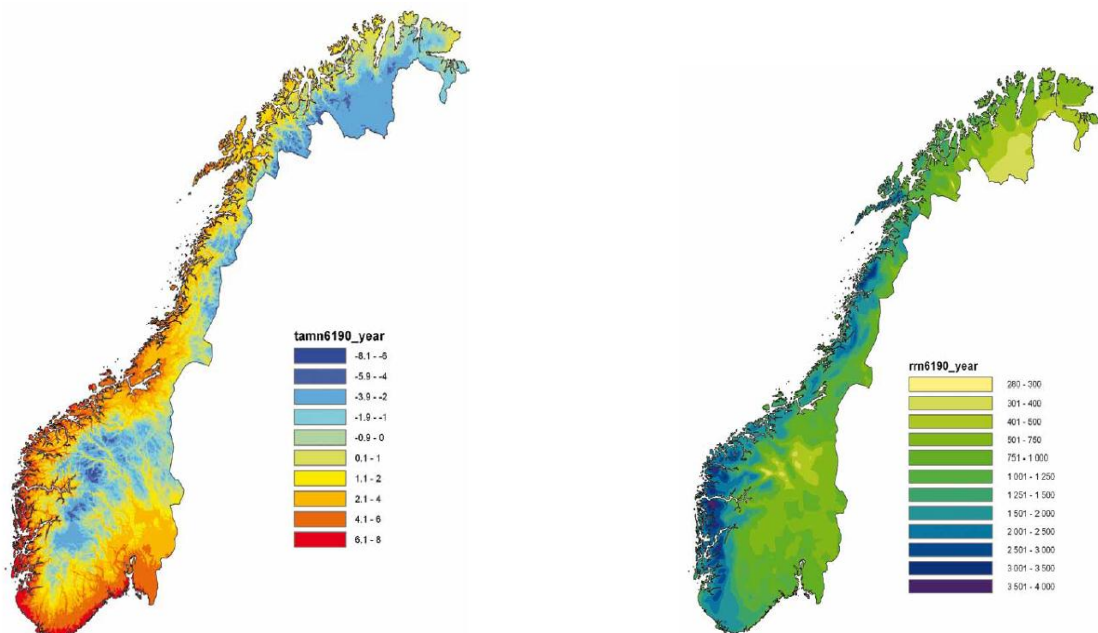 tamn6190_year
-8.1 - -6
-5.9 - -4
-3.9 - -2
-1.9 - -1
-0.9 - 0
0.1 - 1
1.1 - 2
2.1 - 4
4.1 - 6
6.1 - 8
rrn6190_year
260 - 300
301 - 400
401 - 500
501 - 750
751 - 1 000
1 001 - 1 250
1 251 - 1 500
1 501 - 2 000
2 001 - 2 500
2 501 - 3 000
3 001 - 3 500
3 501 - 4 000